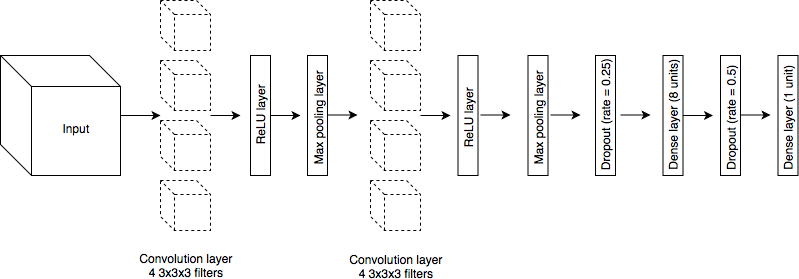 Input
Convolution layer
4 3x3x3 filters
ReLU layer
Max pooling layer
Convolution layer
4 3x3x3 filters
ReLU layer
Max pooling layer
Dropout (rate = 0.25)
Dense layer (8 units)
Dropout (rate = 0.5)
Dense layer (1 unit)